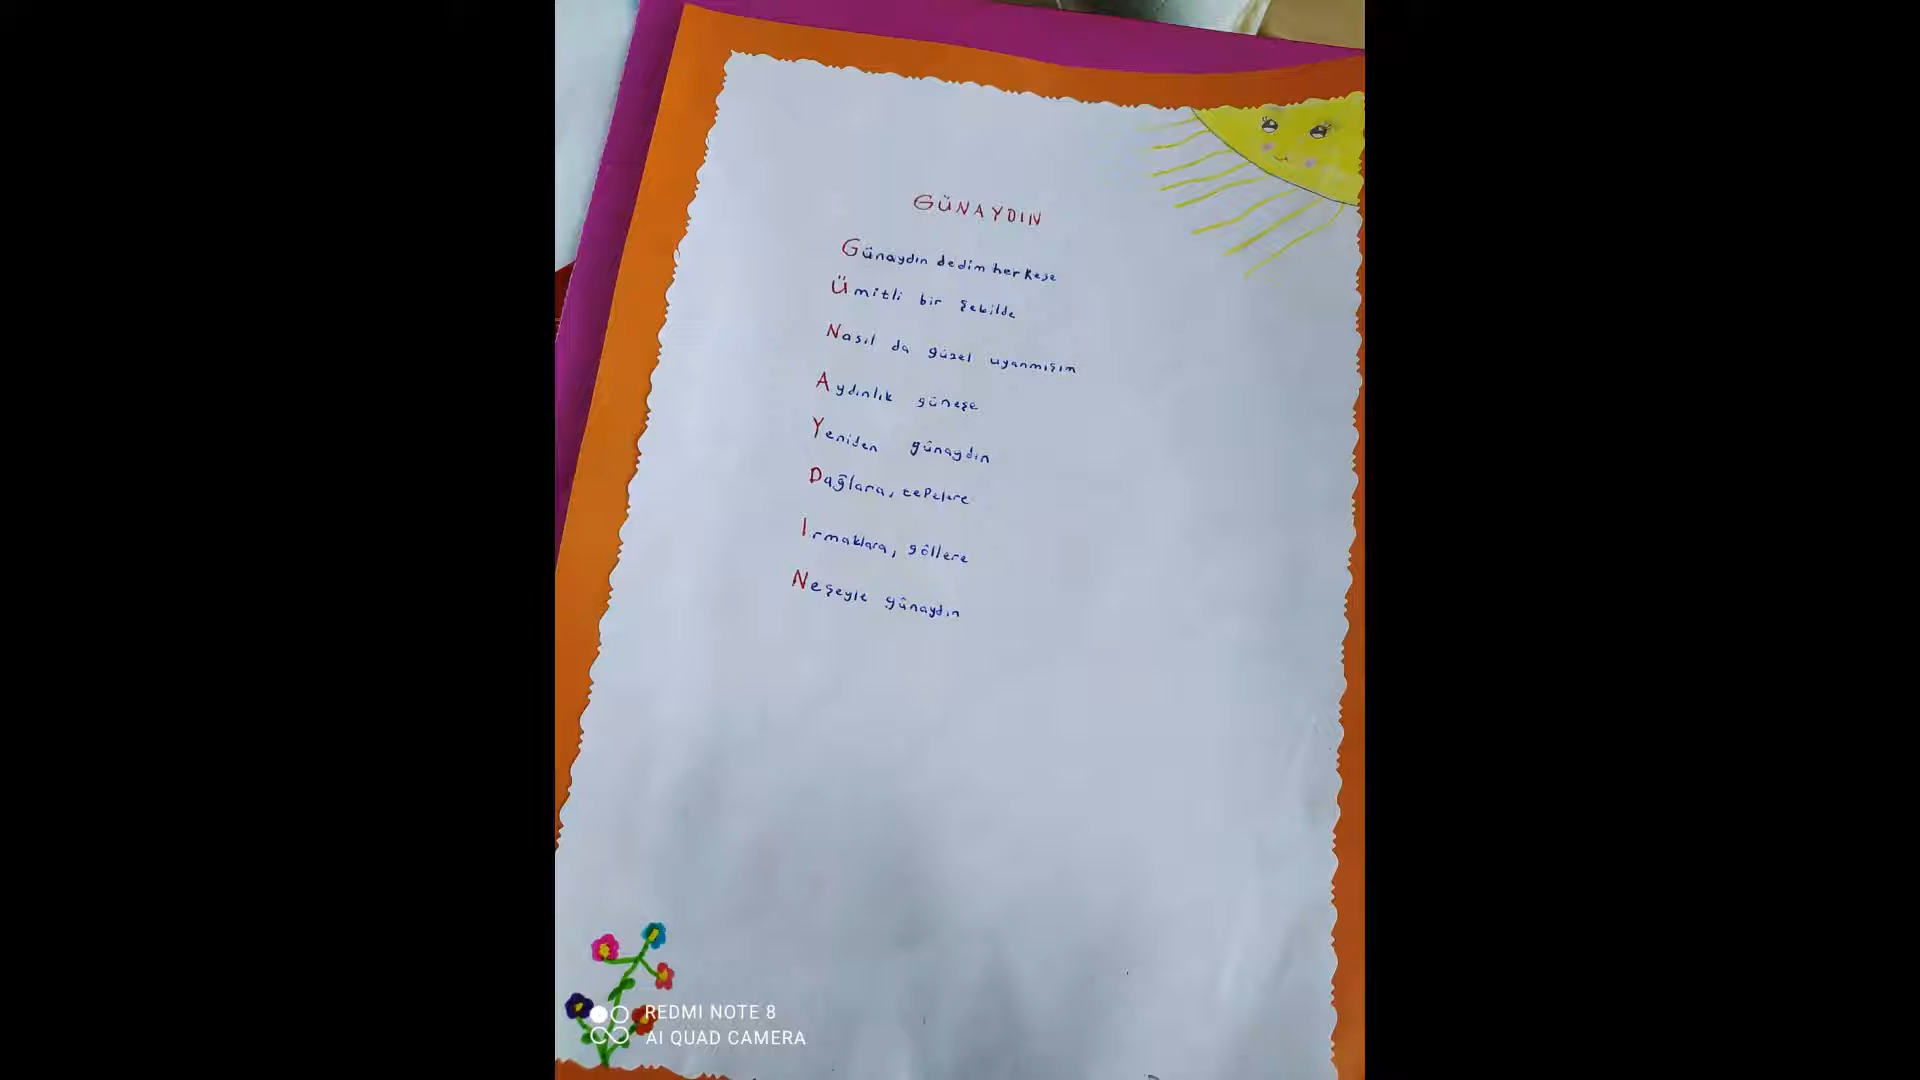 GÜNAYDIN
Günaydın dedim herkese
Ümitli bir şekilde
Nasıl da güzel uyanmışım
Aydınlık güneşe
Yeniden günaydın
Dağlara, tepelere
Irmaklara, göllere
Neşeyle günaydın
REDMI NOTE 8
AI QUAD CAMERA